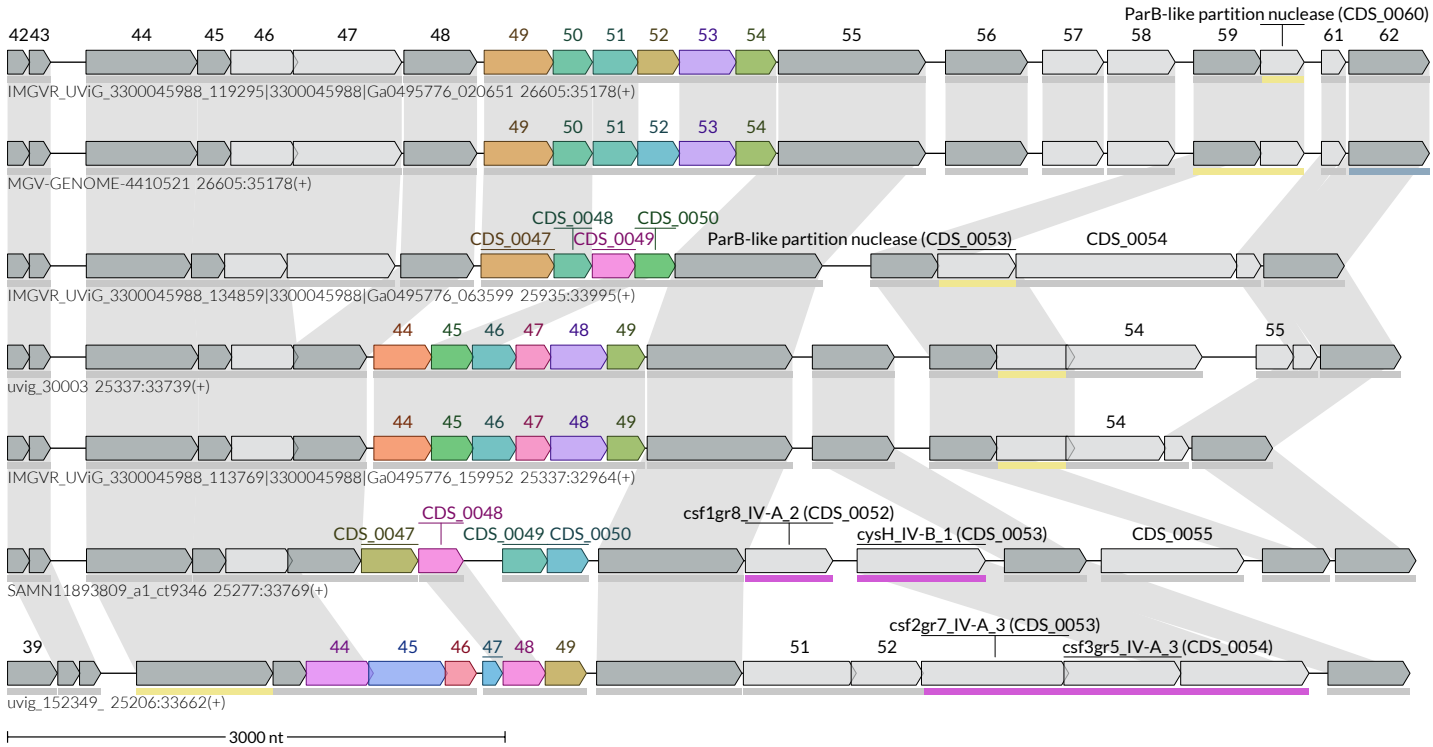 ParB-like partition nuclease (CDS_0060)
42 43 44 45 46 47 48 49 50 51 52 53 54 55 56 57 58 59 61 62
IMGVR_UViG_3300045988_119295|3300045988|Ga0495776_020651 26605:35178(+)
49 50 51 52 53 54
MGV-GENOME-4410521 26605:35178(+)
CDS_0048 CDS_0050
CDS_0047 CDS_0049 ParB-like partition nuclease (CDS_0053) CDS_0054
IMGVR_UViG_3300045988_134859|3300045988|Ga0495776_063599 25935:33995(+)
44 45 46 47 48 49 54 55
uvig_30003 25337:33739(+)
44 45 46 47 48 49 54
IMGVR_UViG_3300045988_113769|3300045988|Ga0495776_159952 25337:32964(+)
CDS_0048 csf1gr8_IV-A_2 (CDS_0052)
CDS_0047 CDS_0049 CDS_0050 cysH_IV-B_1 (CDS_0053) CDS_0055
SAMN11893809_a1_ct9346 25277:33769(+)
csf2gr7_IV-A_3 (CDS_0053)
39 44 45 46 47 48 49 51 52 csf3gr5_IV-A_3 (CDS_0054)
uvig_152349_ 25206:33662(+)
3000 nt